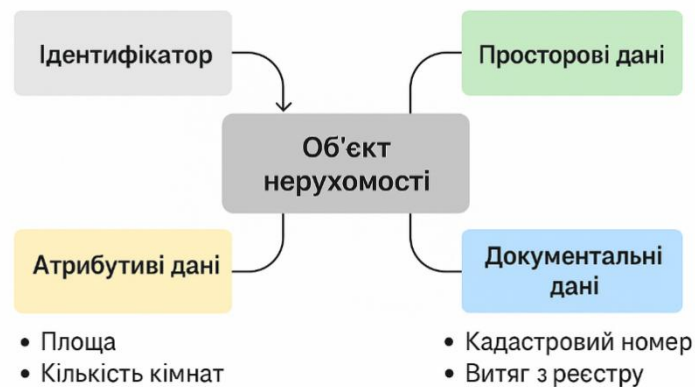 Ідентифікатор
Просторові дані
Об'єкт
нерухомості
Атрибутиві дані
Документальні
дані
• Площа
• Кількість кімнат
• Кадастровий номер
• Витяг з реєстру